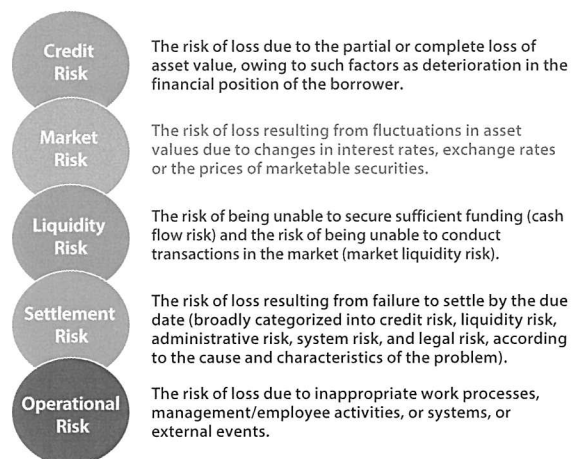 Credit
Risk
The risk of loss due to the partial or complete loss of
asset value, owing to such factors as deterioration in the
financial position of the borrower.
Market
Risk
The risk of loss resulting from fluctuations in asset
values due to changes in interest rates, exchange rates
or the prices of marketable securities.
Liquidity
Risk
The risk of being unable to secure sufficient funding (cash
flow risk) and the risk of being unable to conduct
transactions in the market (market liquidity risk).
Settlement
Risk
The risk of loss resulting from failure to settle by the due
date (broadly categorized into credit risk, liquidity risk,
administrative risk, system risk, and legal risk, according
to the cause and characteristics of the problem).
Operational
Risk
The risk of loss due to inappropriate work processes,
management/employee activities, or systems, or
external events.